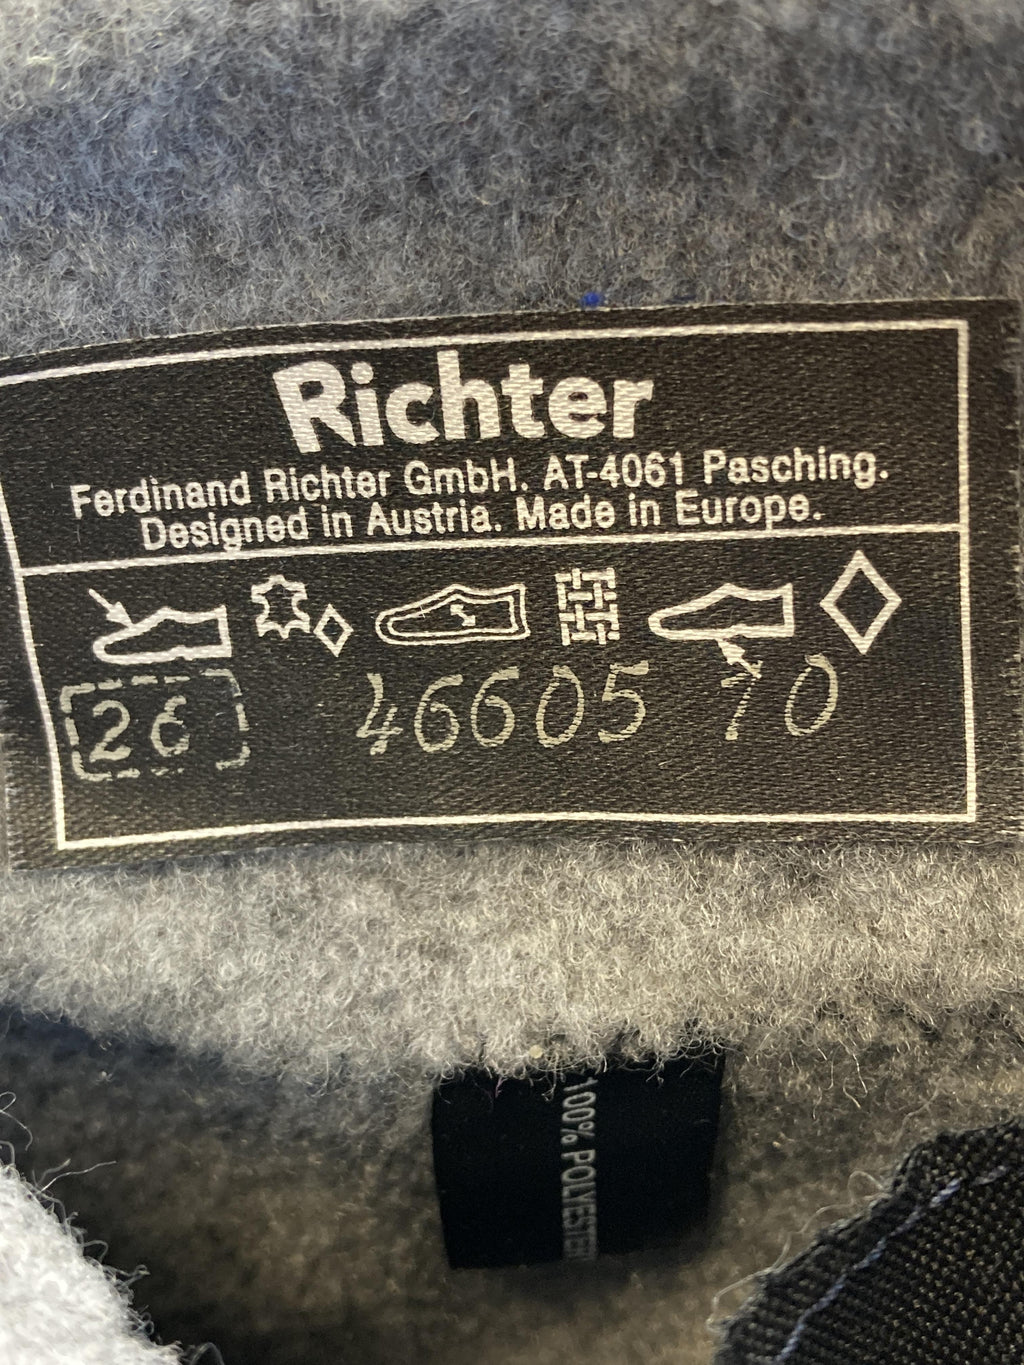 Richter
Ferdinand Richter GmbH. AT-4061 Pasching.
Designed in Austria. Made in Europe.
26 46605 70
100% POLYESTER